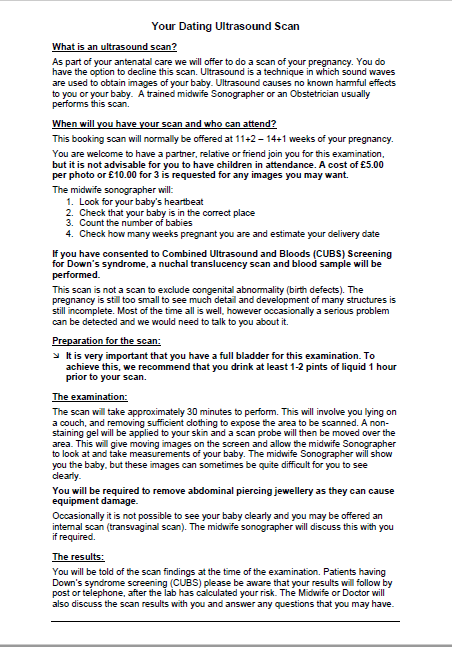 Your Dating Ultrasound Scan
What is an ultrasound scan?
As part of your antenatal care we will offer to do a scan of your pregnancy. You do
have the option to decline this scan. Ultrasound is a technique in which sound waves
are used to obtain images of your baby. Ultrasound causes no known harmful effects
to you or your baby. A trained midwife Sonographer or an Obstetrician usually
performs this scan.
When will you have your scan and who can attend?
This booking scan will normally be offered at 11+2 – 14+1 weeks of your pregnancy.
You are welcome to have a partner, relative or friend join you for this examination,
but it is not advisable for you to have children in attendance. A cost of £5.00
per photo or £10.00 for 3 is requested for any images you may want.
The midwife sonographer will:
1. Look for your baby's heartbeat
2. Check that your baby is in the correct place
3. Count the number of babies
4. Check how many weeks pregnant you are and estimate your delivery date
If you have consented to Combined Ultrasound and Bloods (CUBS) Screening
for Down's syndrome, a nuchal translucency scan and blood sample will be
performed.
This scan is not a scan to exclude congenital abnormality (birth defects). The
pregnancy is still too small to see much detail and development of many structures is
still incomplete. Most of the time all is well, however occasionally a serious problem
can be detected and we would need to talk to you about it.
Preparation for the scan:
↘ It is very important that you have a full bladder for this examination. To
achieve this, we recommend that you drink at least 1-2 pints of liquid 1 hour
prior to your scan.
The examination:
The scan will take approximately 30 minutes to perform. This will involve you lying on
a couch, and removing sufficient clothing to expose the area to be scanned. A non-
staining gel will be applied to your skin and a scan probe will then be moved over the
area. This will give moving images on the screen and allow the midwife Sonographer
to look at and take measurements of your baby. The midwife Sonographer will show
you the baby, but these images can sometimes be quite difficult for you to see
clearly.
You will be required to remove abdominal piercing jewellery as they can cause
equipment damage.
Occasionally it is not possible to see your baby clearly and you may be offered an
internal scan (transvaginal scan). The midwife sonographer will discuss this with you
if required.
The results:
You will be told of the scan findings at the time of the examination. Patients having
Down's syndrome screening (CUBS) please be aware that your results will follow by
post or telephone, after the lab has calculated your risk. The Midwife or Doctor will
also discuss the scan results with you and answer any questions that you may have.